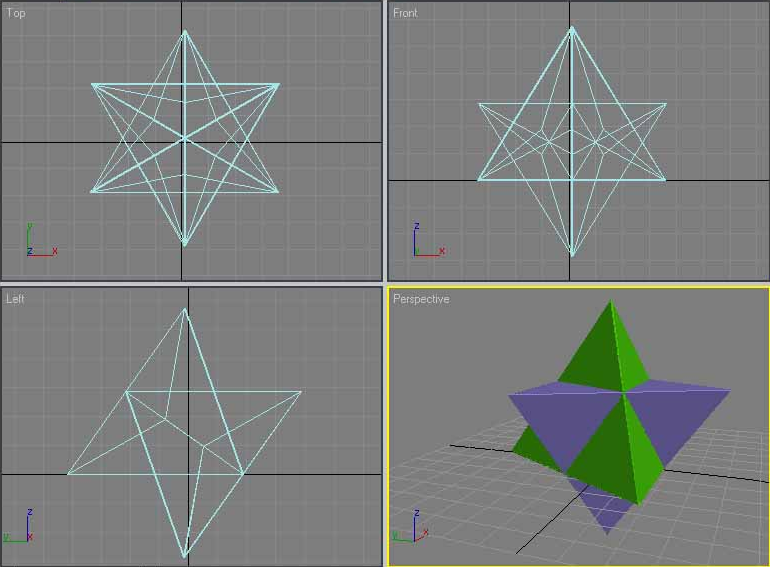 Top
y
z x
Front
z
y x
Left
z
y x
Perspective
z
y x